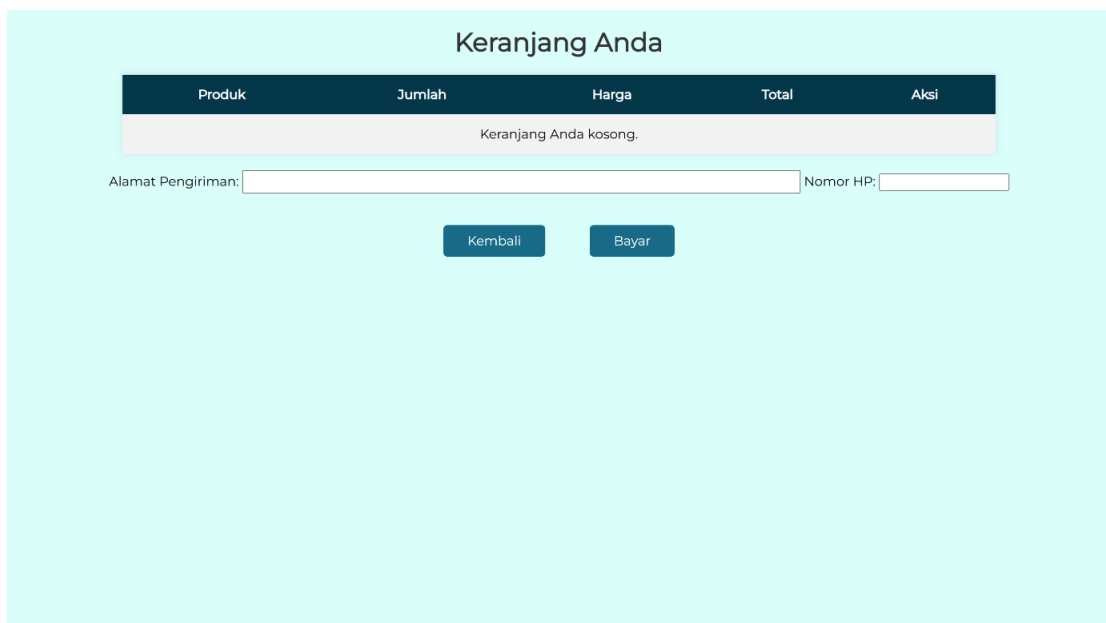 Keranjang Anda
Produk Jumlah Harga Total Aksi
Keranjang Anda kosong.
Alamat Pengiriman: Nomor HP:
Kembali Bayar